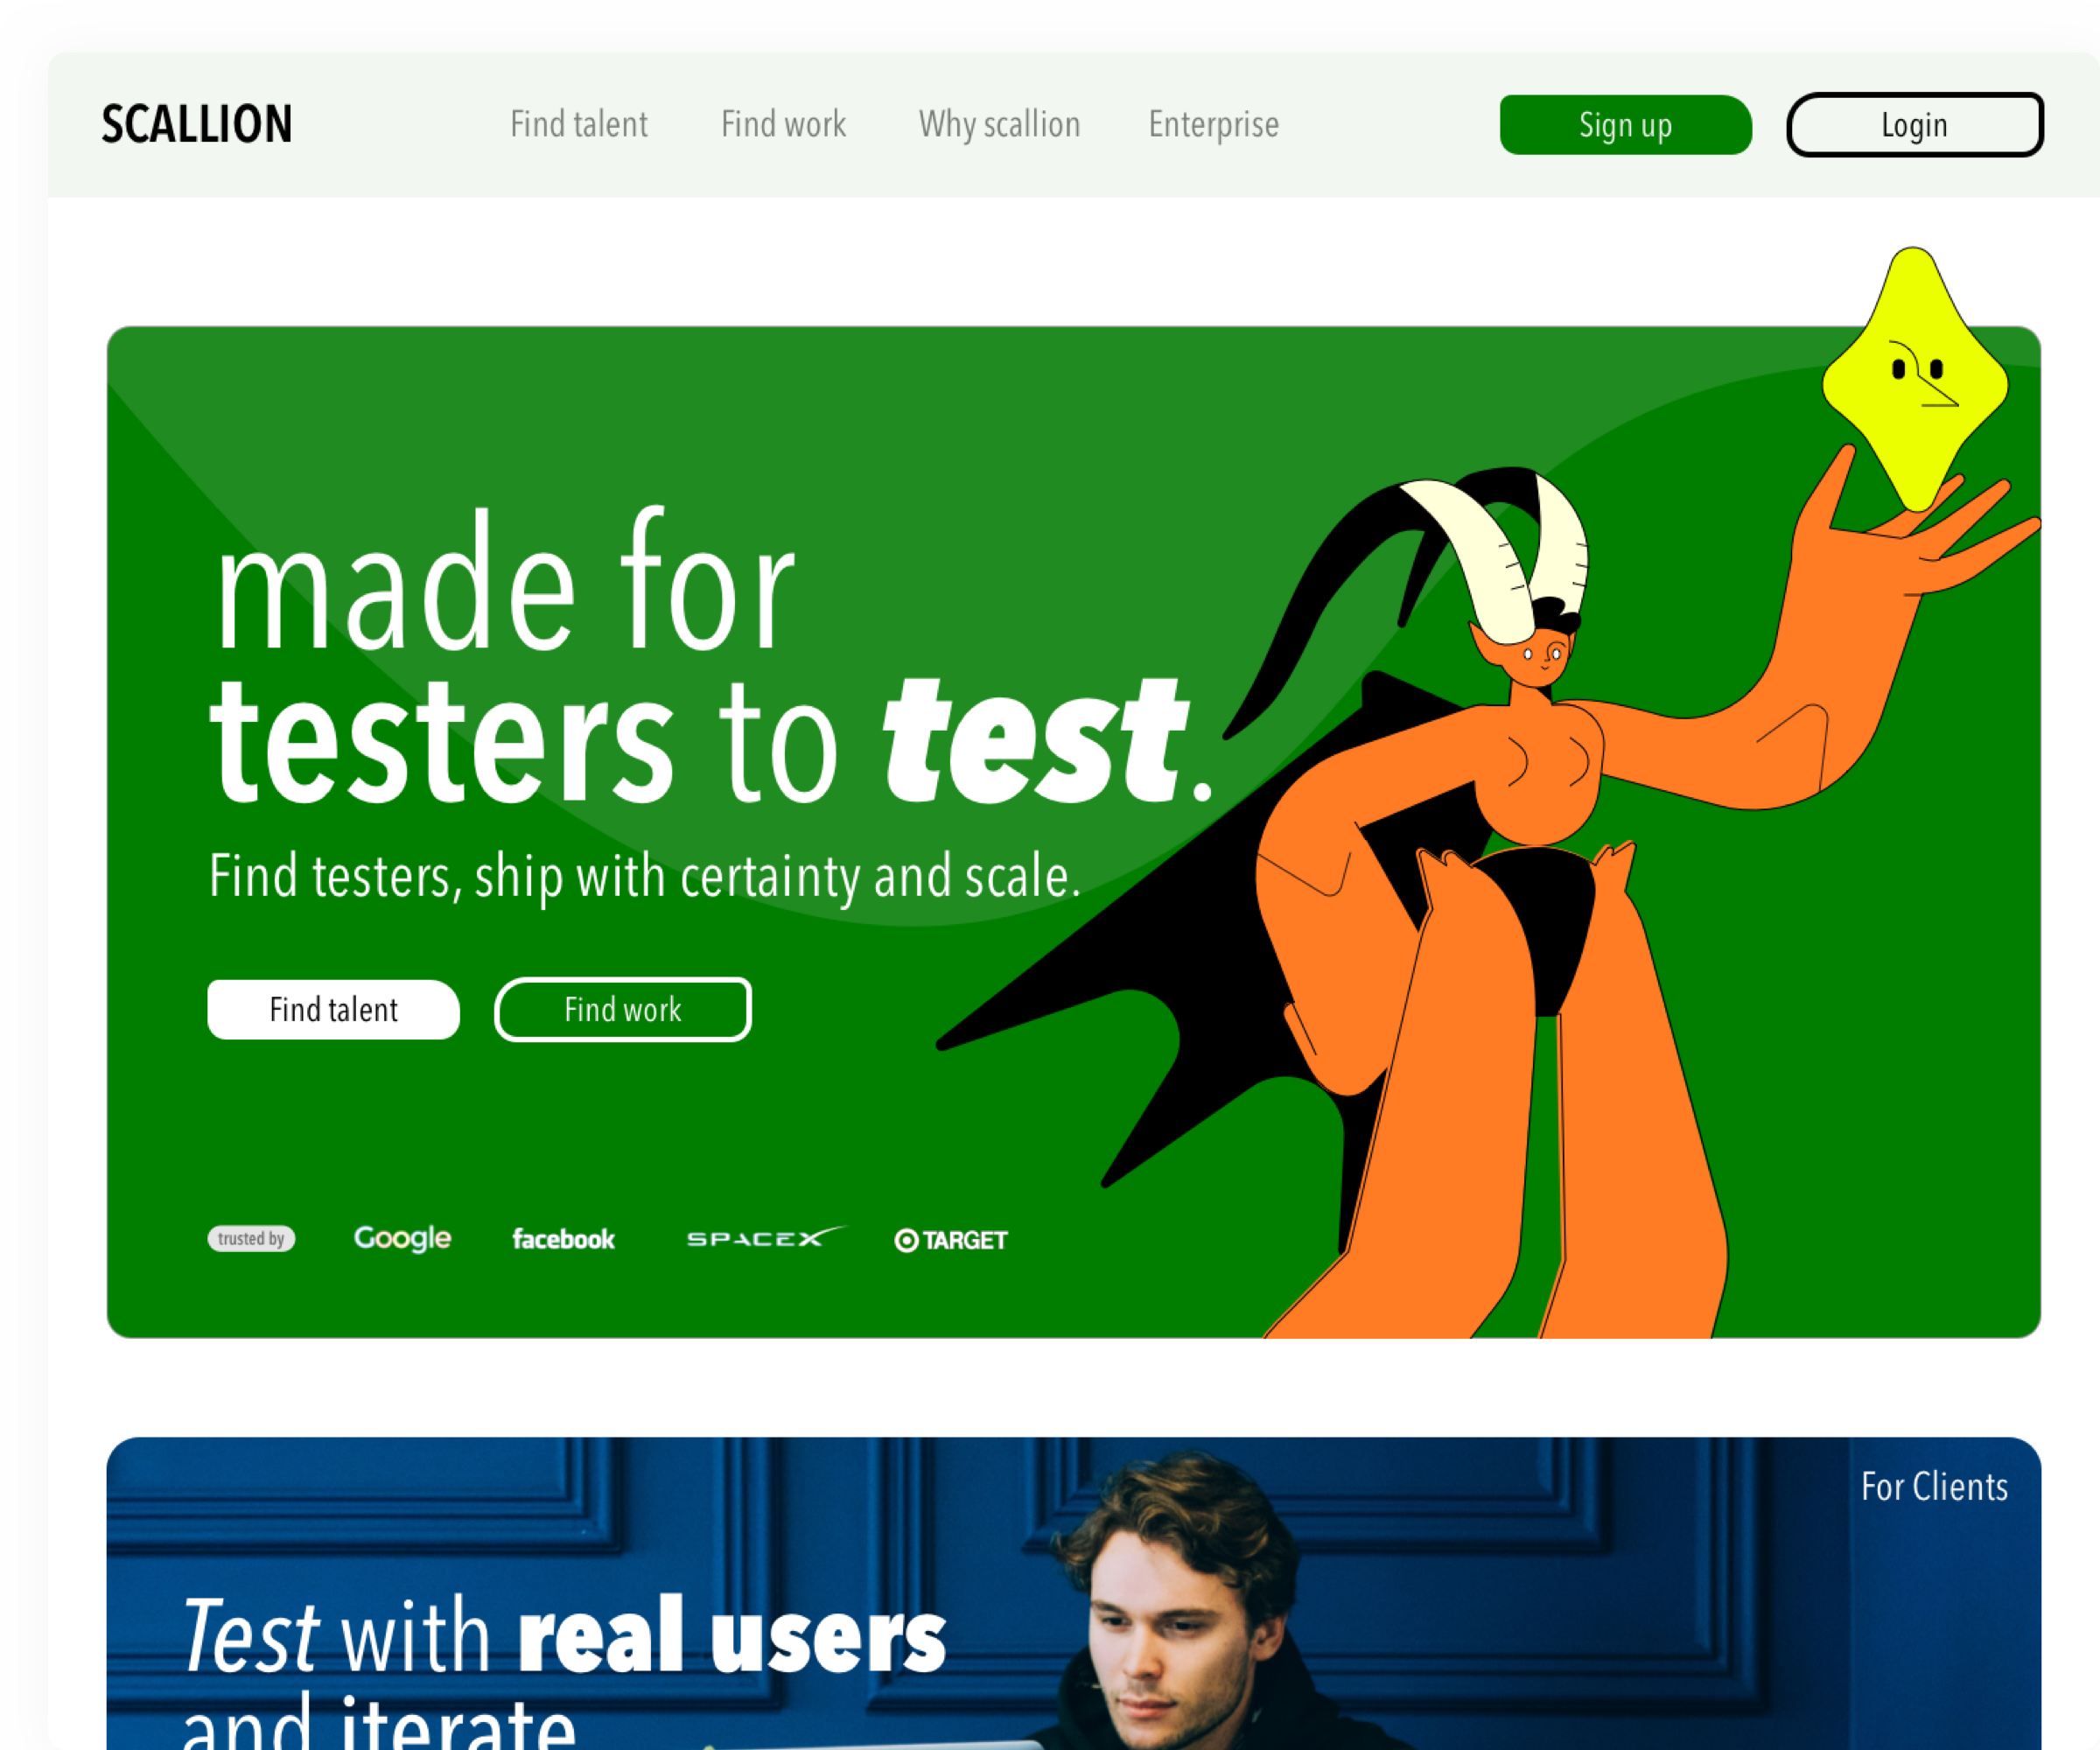 SCALLION
Find talent
Find work
Why scallion
Enterprise
Sign up
Login
made for
testers to test.
Find testers, ship with certainty and scale.
Find talent
Find work
trusted by
Google
facebook
SPACEX
TARGET
For Clients
Test with real users
and iterate